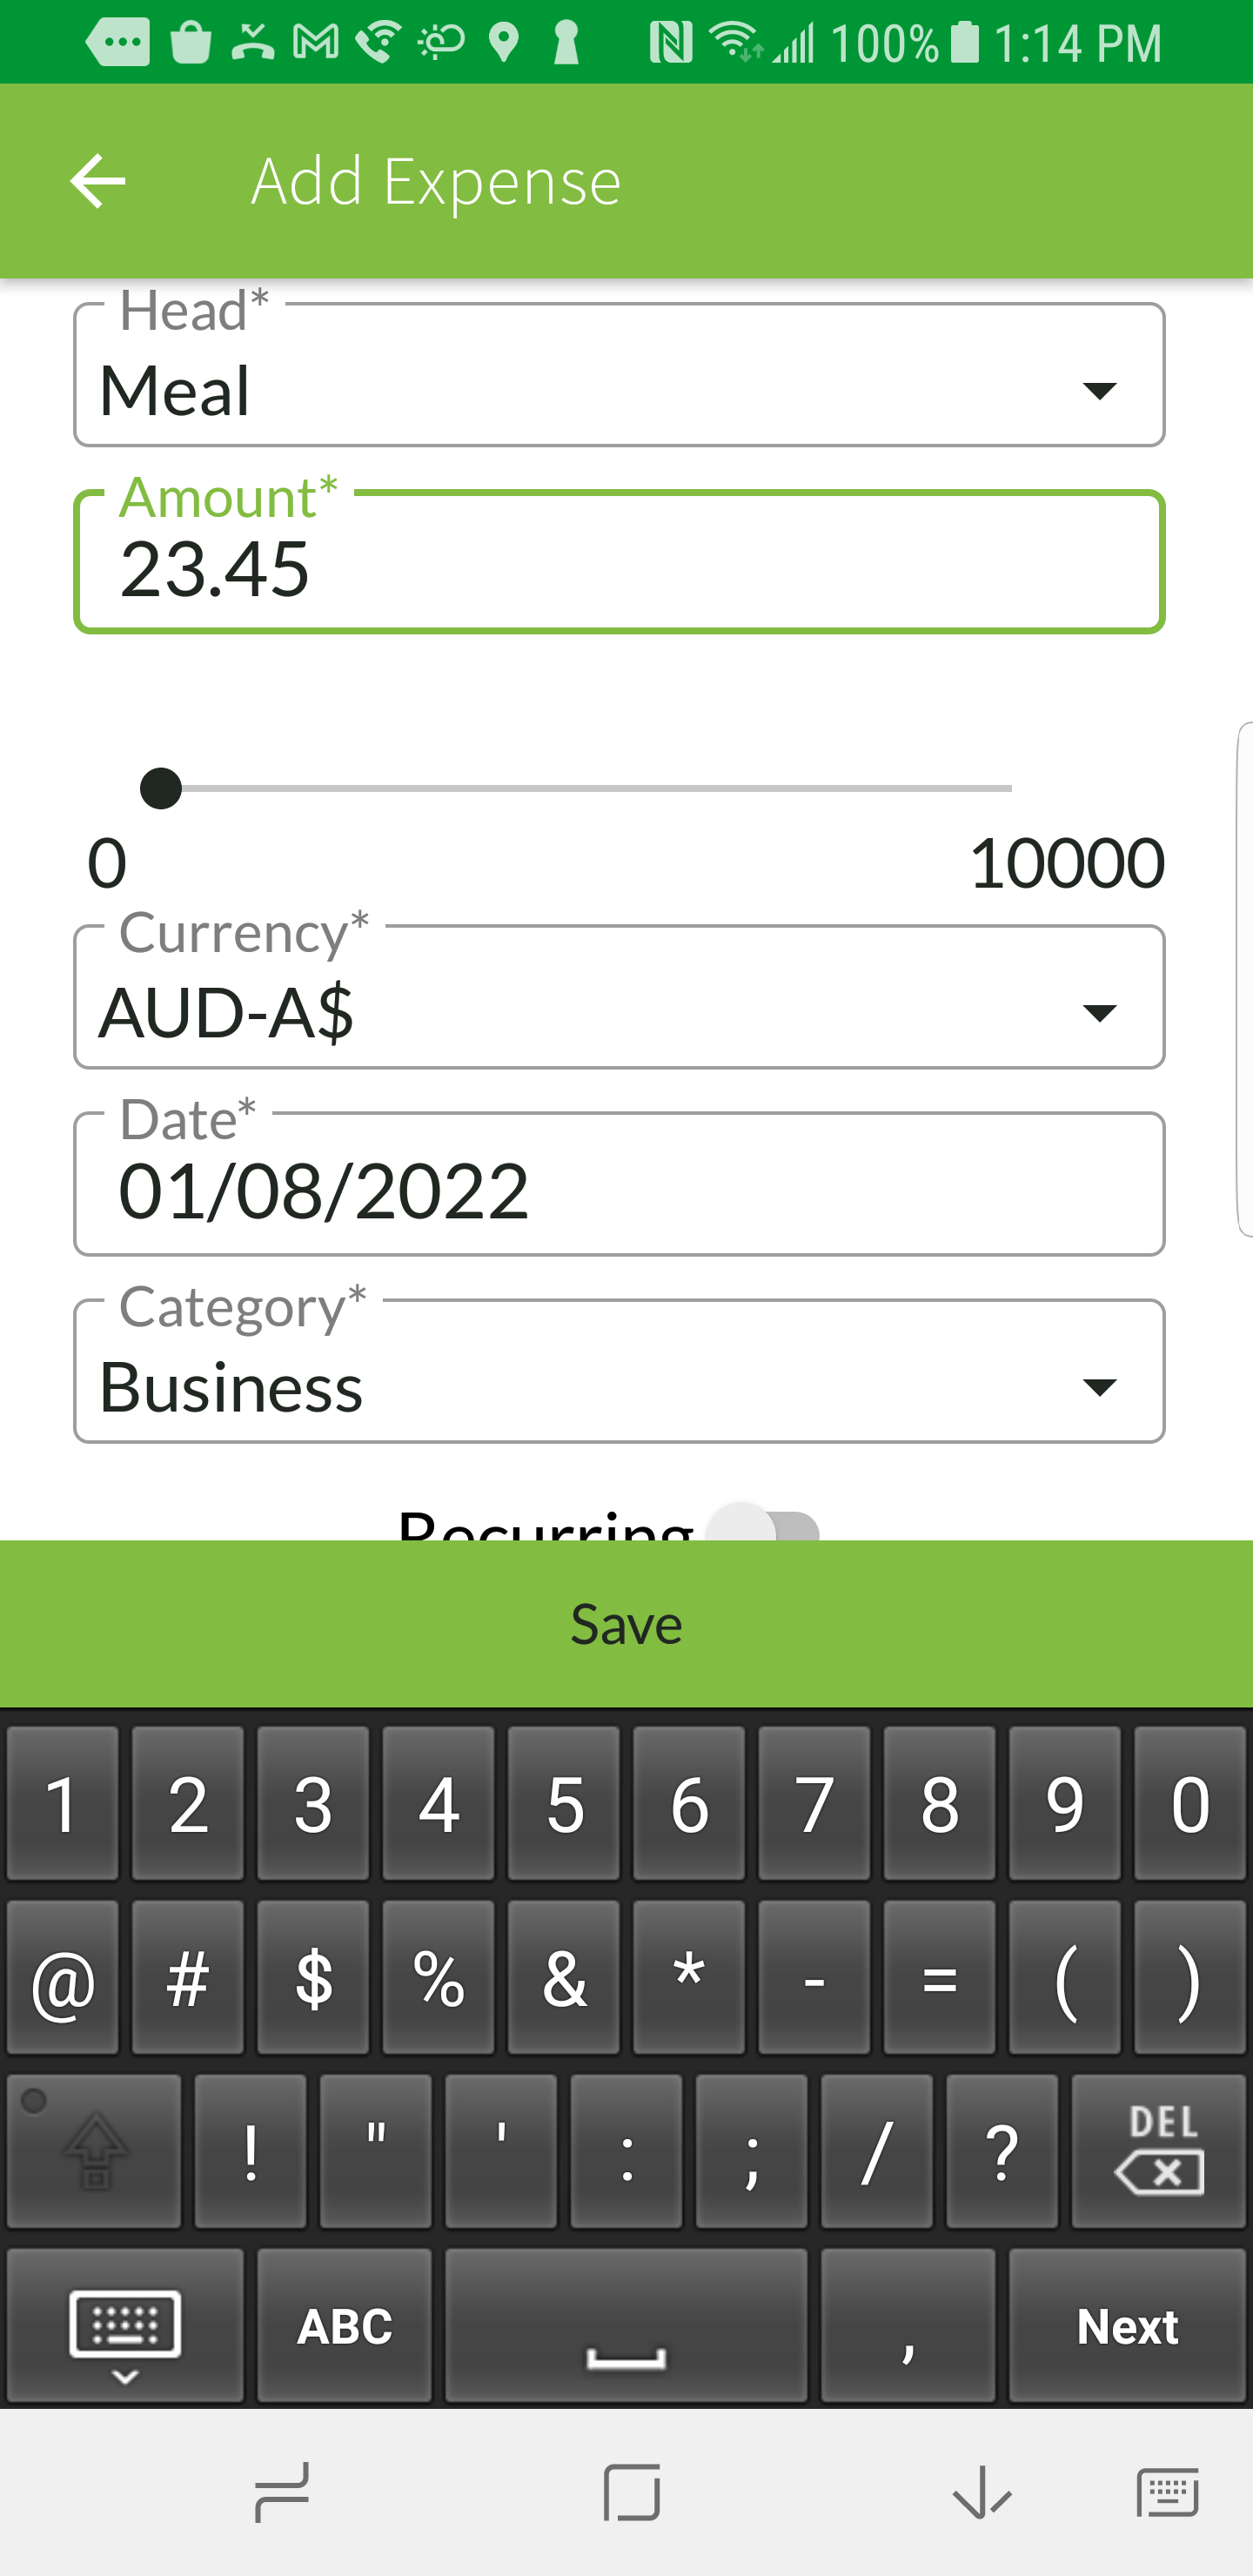 100% 1:14 PM
Add Expense
Head*
Meal
Amount*
23.45
0 10000
Currency*
AUD-A$
Date*
01/08/2022
Category*
Business
Recurring
Save
1 2 3 4 5 6 7 8 9 0
@ # $ % & * - = ( )
! " ' : ; / ? DEL
ABC , Next